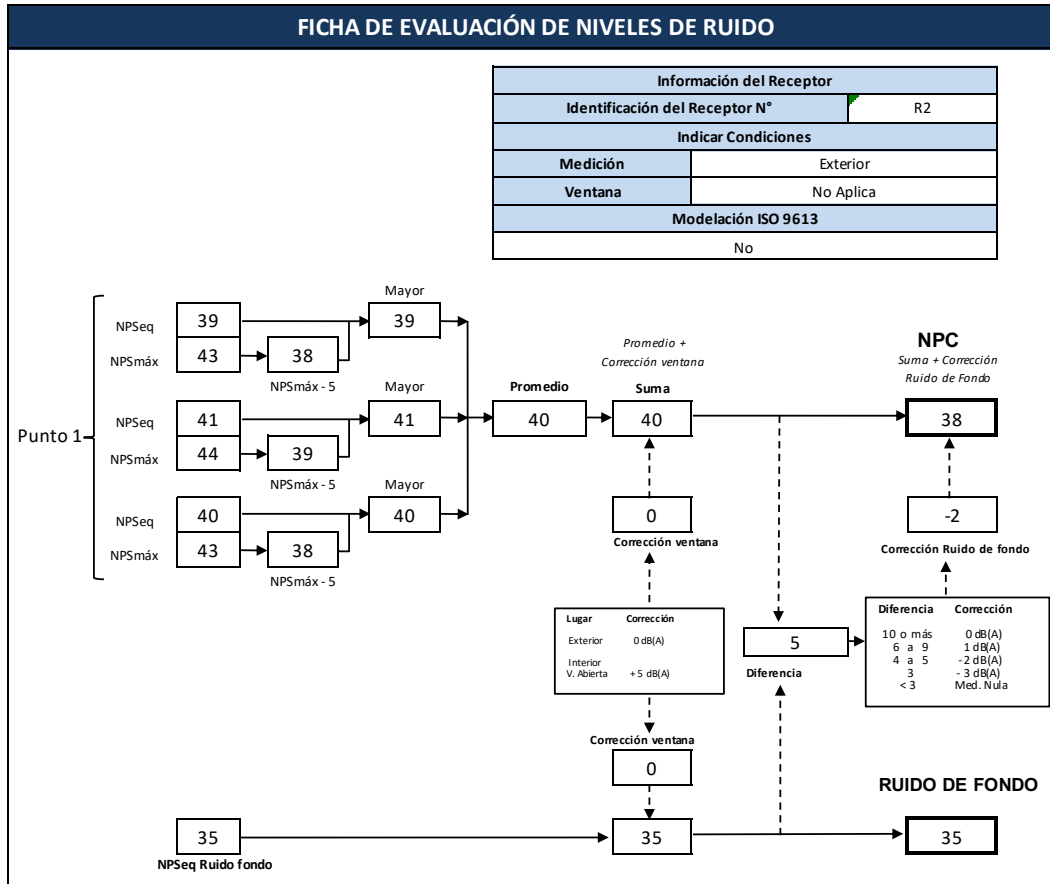 FICHA DE EVALUACIÓN DE NIVELES DE RUIDO
Información del Receptor
Identificación del Receptor N° R2
Indicar Condiciones
Medición Exterior
Ventana No Aplica
Modelación ISO 9613
No
Punto 1
NPSeq 39
NPSmáx 43 38
NPSmáx - 5
Mayor
39
NPSeq 41
NPSmáx 44 39
NPSmáx - 5
Mayor
41
NPSeq 40
NPSmáx 43 38
NPSmáx - 5
Mayor
40
Promedio
40
Promedio +
Corrección ventana
Suma
40
0
Corrección ventana
NPC
Suma + Corrección
Ruido de Fondo
38
-2
Corrección Ruido de fondo
Lugar Corrección
Exterior 0 dB(A)
Interior
V. Abierta + 5 dB(A)
5
Diferencia
Diferencia Corrección
10 o más 0 dB(A)
6 a 9 1 dB(A)
4 a 5 -2 dB(A)
3 - 3 dB(A)
< 3 Med. Nula
Corrección ventana
0
RUIDO DE FONDO
35
NPSeq Ruido fondo
35
35